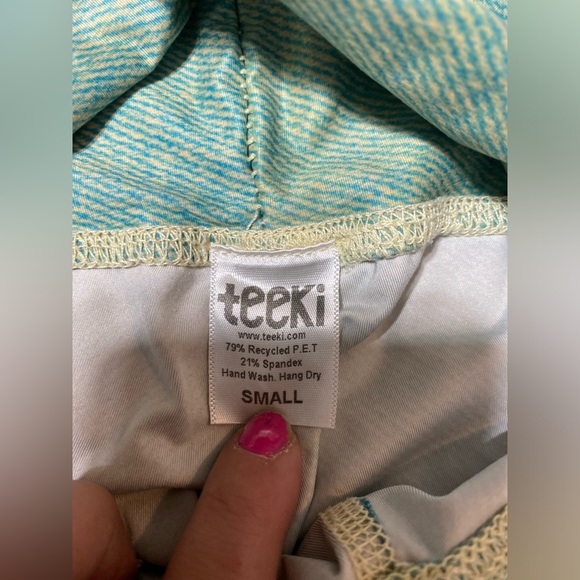 teeki
www.teeki.com
79% Recycled P.E.T
21% Spandex
Hand Wash. Hang Dry
SMALL